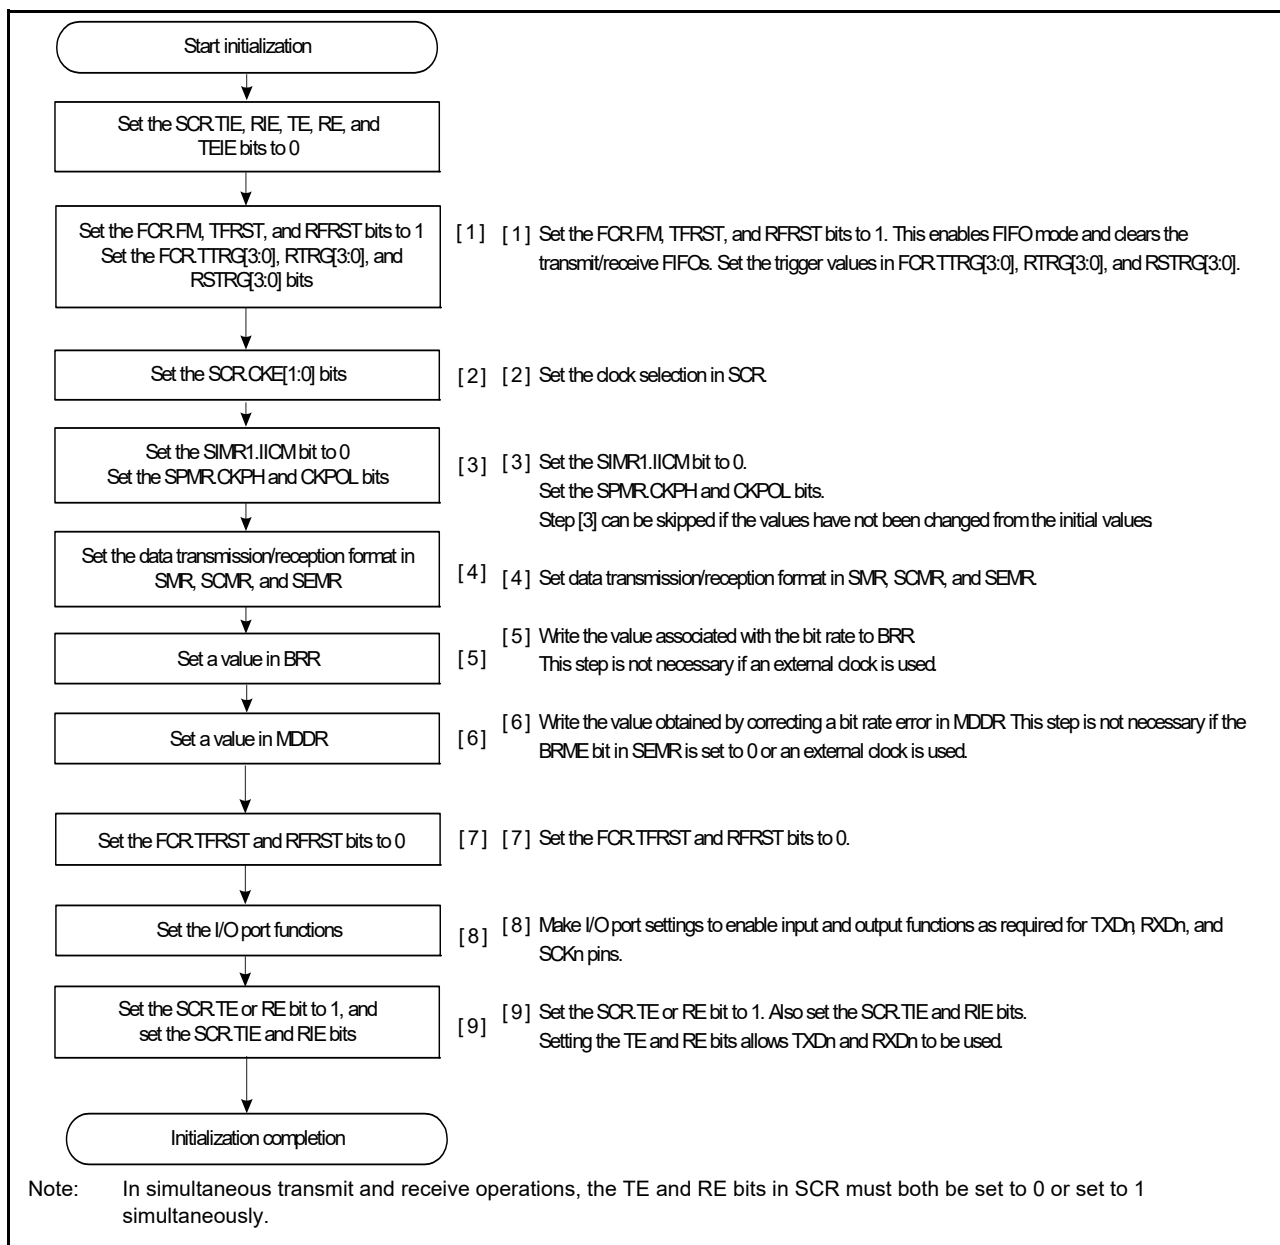 Start initialization
Set the SCR.TIE, RIE, TE, RE, and
TEIE bits to 0
Set the FCR.FM, TFRST, and RFRST bits to 1
Set the FCR.TTRG[3:0], RTRG[3:0], and
RSTRG[3:0] bits
[1]
[1] Set the FCR.FM, TFRST, and RFRST bits to 1. This enables FIFO mode and clears the
transmit/receive FIFOs. Set the trigger values in FCR.TTRG[3:0], RTRG[3:0], and RSTRG[3:0].
Set the SCR.CKE[1:0] bits
[2]
[2] Set the clock selection in SCR.
Set the SIMR1.IICM bit to 0
Set the SPMR.CKPH and CKPOL bits
[3]
[3] Set the SIMR1.IICM bit to 0.
Set the SPMR.CKPH and CKPOL bits.
Step [3] can be skipped if the values have not been changed from the initial values.
Set the data transmission/reception format in
SMR, SCMR, and SEMR
[4]
[4] Set data transmission/reception format in SMR, SCMR, and SEMR.
Set a value in BRR
[5]
[5] Write the value associated with the bit rate to BRR.
This step is not necessary if an external clock is used.
Set a value in MDDR
[6]
[6] Write the value obtained by correcting a bit rate error in MDDR. This step is not necessary if the
BRME bit in SEMR is set to 0 or an external clock is used.
Set the FCR.TFRST and RFRST bits to 0
[7]
[7] Set the FCR.TFRST and RFRST bits to 0.
Set the I/O port functions
[8]
[8] Make I/O port settings to enable input and output functions as required for TXDn, RXDn, and
SCKn pins.
Set the SCR.TE or RE bit to 1, and
set the SCR.TIE and RIE bits
[9]
[9] Set the SCR.TE or RE bit to 1. Also set the SCR.TIE and RIE bits.
Setting the TE and RE bits allows TXDn and RXDn to be used.
Initialization completion
Note: In simultaneous transmit and receive operations, the TE and RE bits in SCR must both be set to 0 or set to 1
simultaneously.